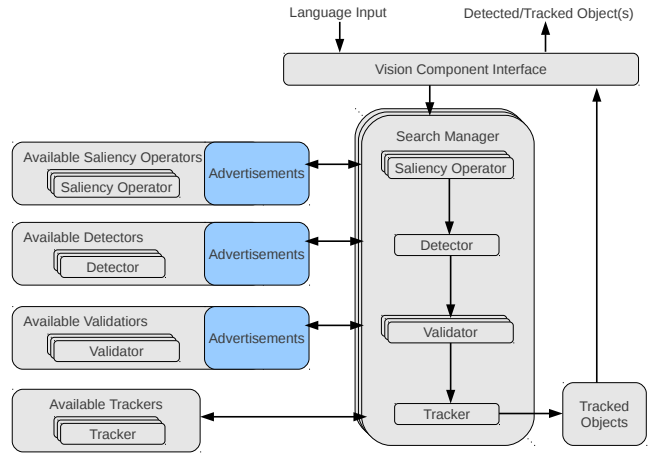 Language Input
Detected/Tracked Object(s)
Vision Component Interface
Search Manager
Available Saliency Operators
Saliency Operator
Advertisements
Saliency Operator
Available Detectors
Detector
Advertisements
Detector
Available Validatiors
Validator
Advertisements
Validator
Available Trackers
Tracker
Tracker
Tracked
Objects